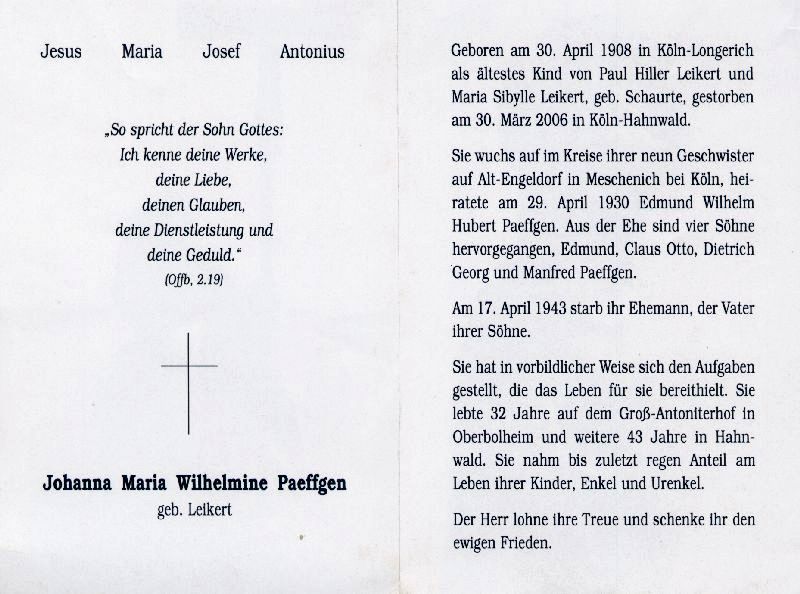 Jesus Maria Josef Antonius
„So spricht der Sohn Gottes:
Ich kenne deine Werke,
deine Liebe,
deinen Glauben,
deine Dienstleistung und
deine Geduld.“
(Offb, 2.19)
Johanna Maria Wilhelmine Paeffgen
geb. Leikert
Geboren am 30. April 1908 in Köln-Longerich
als ältestes Kind von Paul Hiller Leikert und
Maria Sibylle Leikert, geb. Schaurte, gestorben
am 30. März 2006 in Köln-Hahnwald.
Sie wuchs auf im Kreise ihrer neun Geschwister
auf Alt-Engeldorf in Meschenich bei Köln, hei-
ratete am 29. April 1930 Edmund Wilhelm
Hubert Paeffgen. Aus der Ehe sind vier Söhne
hervorgegangen, Edmund, Claus Otto, Dietrich
Georg und Manfred Paeffgen.
Am 17. April 1943 starb ihr Ehemann, der Vater
ihrer Söhne.
Sie hat in vorbildlicher Weise sich den Aufgaben
gestellt, die das Leben für sie bereithielt. Sie
lebte 32 Jahre auf dem Groß-Antoniterhof in
Oberbolheim und weitere 43 Jahre in Hahn-
wald. Sie nahm bis zuletzt regen Anteil am
Leben ihrer Kinder, Enkel und Urenkel.
Der Herr lohne ihre Treue und schenke ihr den
ewigen Frieden.